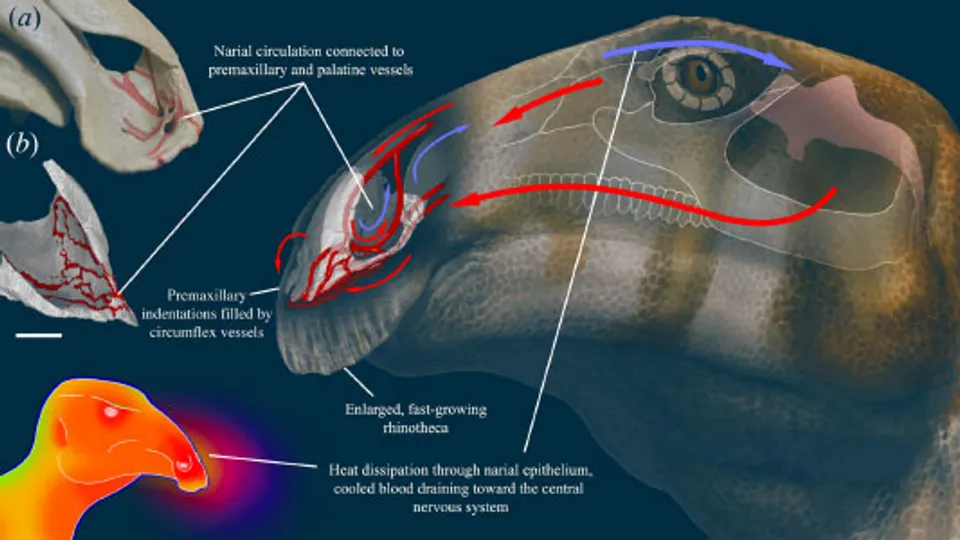 (a)
Narial circulation connected to
premaxillary and palatine vessels
(b)
Premaxillary
indentations filled by
circumflex vessels
Enlarged, fast-growing
rhinotheca
Heat dissipation through narial epithelium,
cooled blood draining toward the central
nervous system